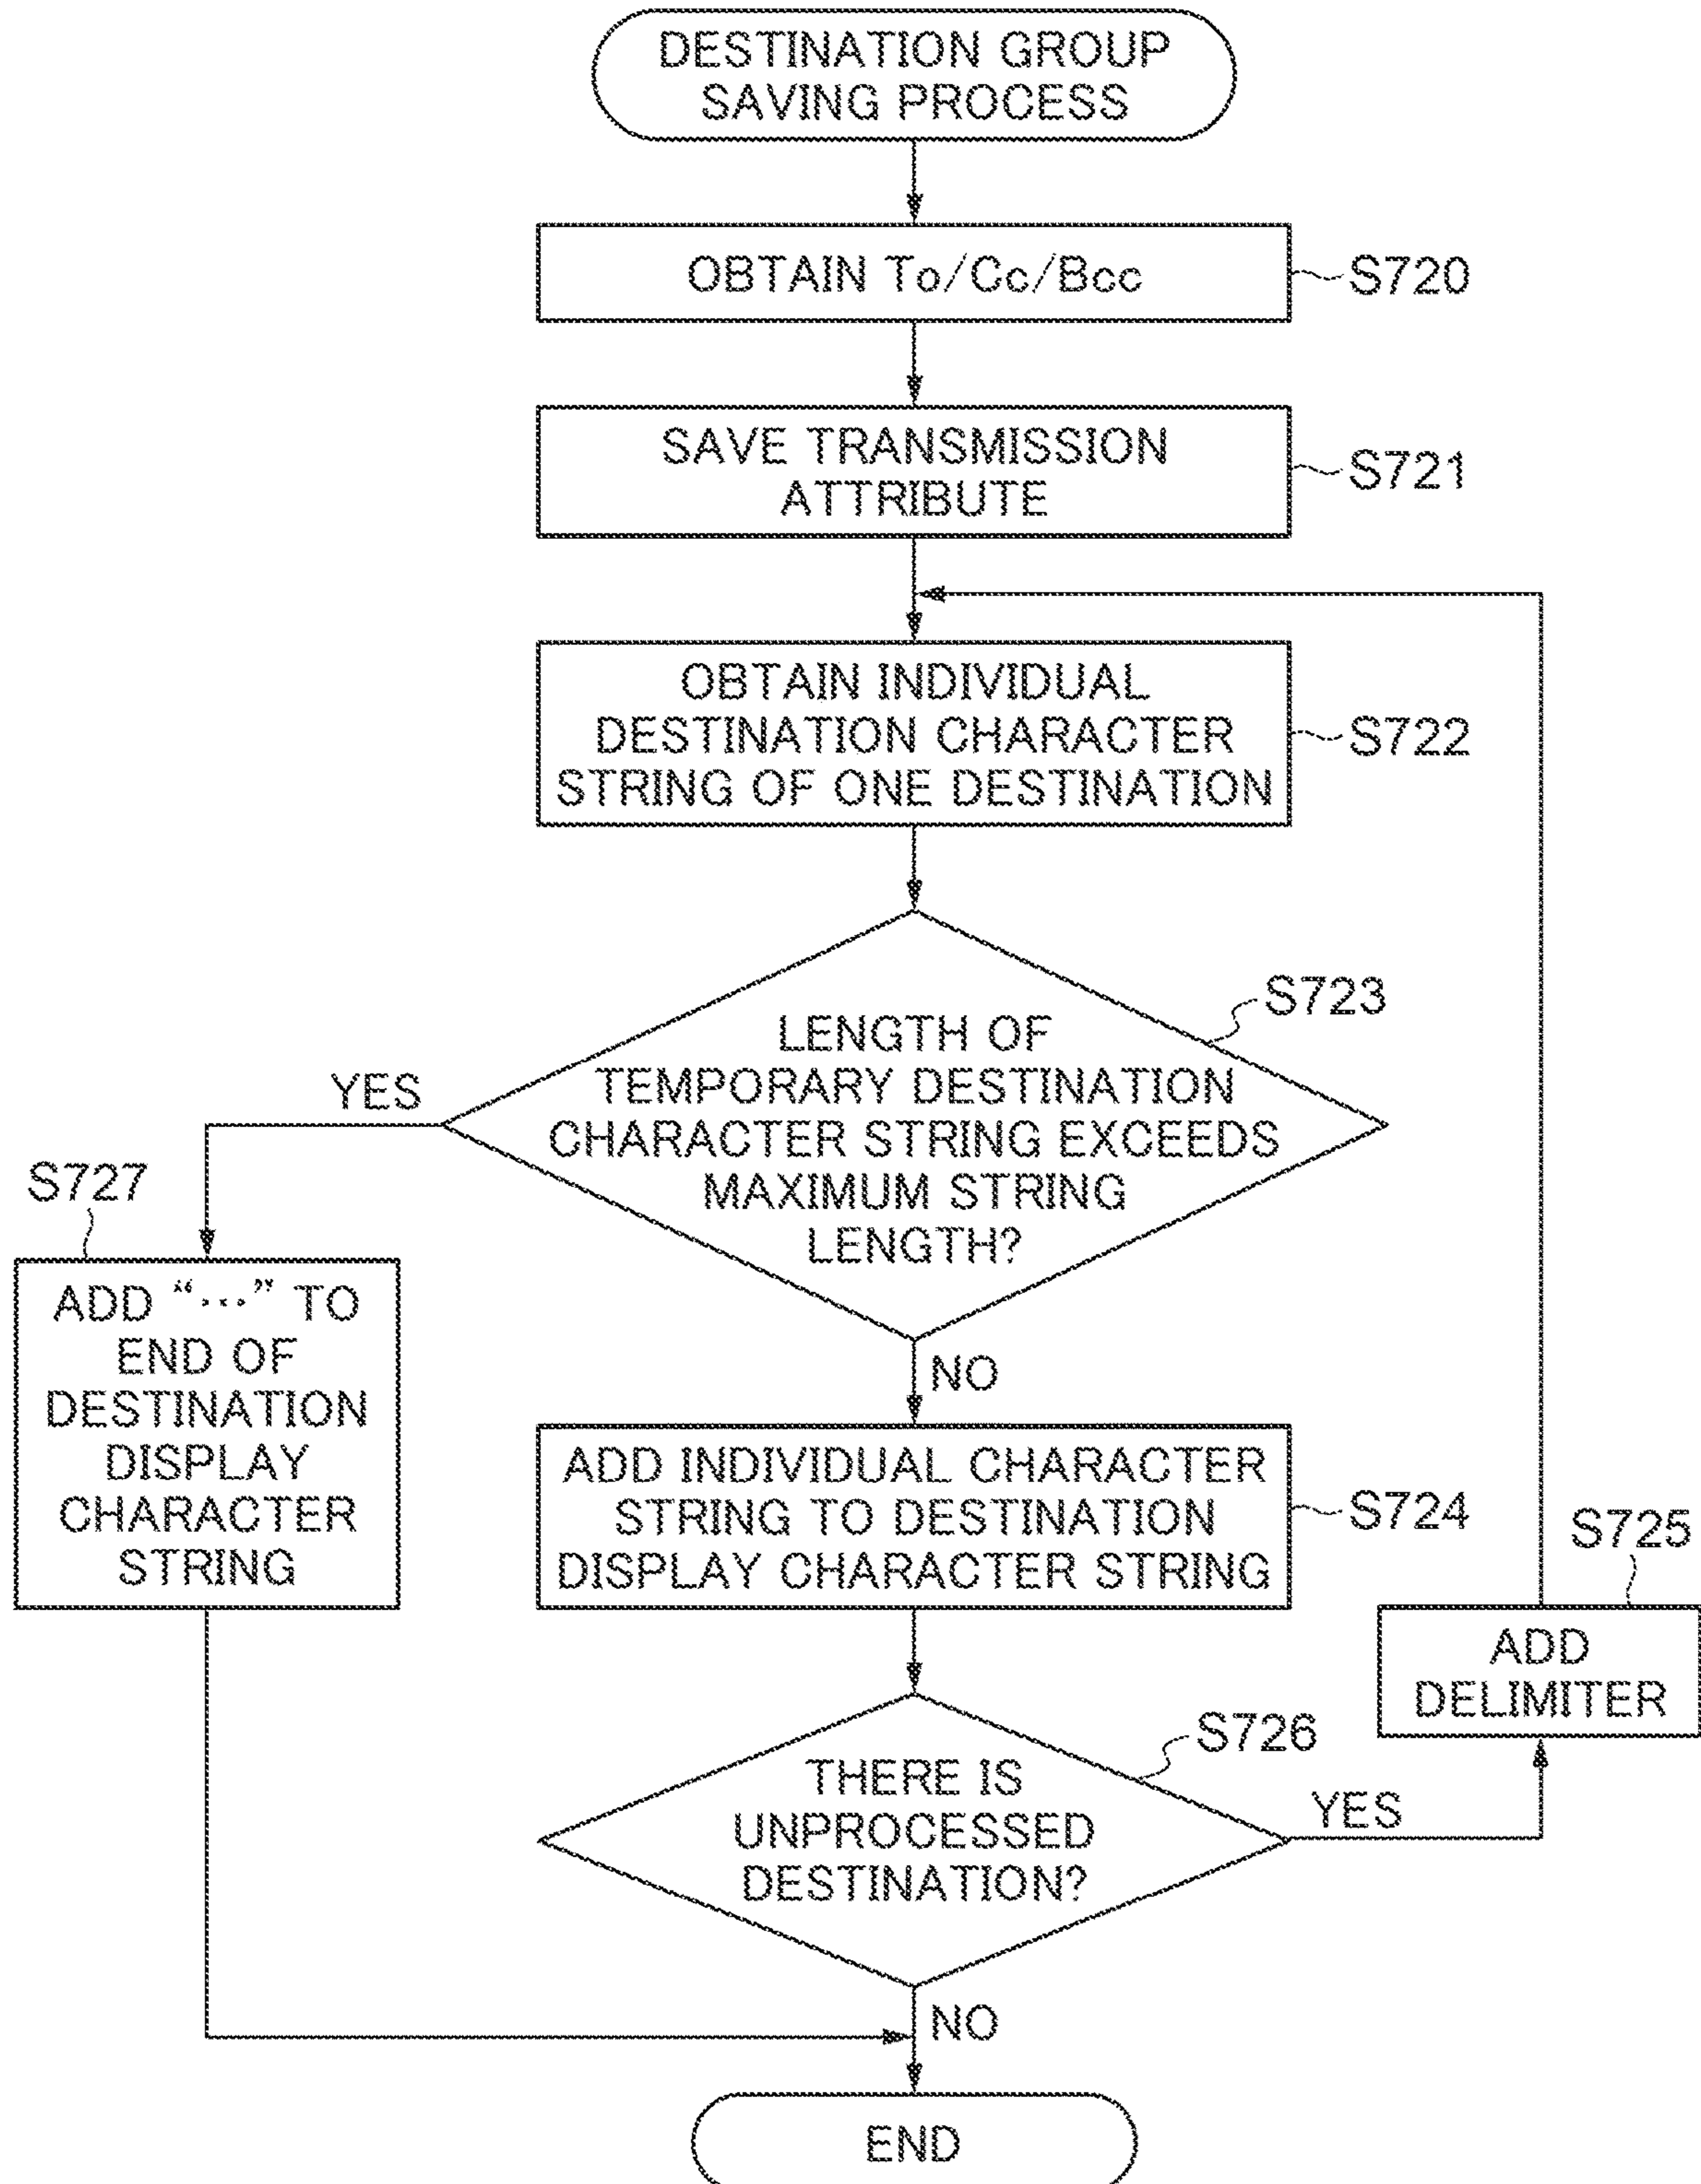 DESTINATION GROUP
SAVING PROCESS
OBTAIN To/Cc/Bcc
S720
SAVE TRANSMISSION
ATTRIBUTE
S721
OBTAIN INDIVIDUAL
DESTINATION CHARACTER
STRING OF ONE DESTINATION
S722
LENGTH OF
TEMPORARY DESTINATION
CHARACTER STRING EXCEEDS
MAXIMUM STRING
LENGTH?
S723
YES
S727
ADD “...” TO
END OF
DESTINATION
DISPLAY
CHARACTER
STRING
NO
ADD INDIVIDUAL CHARACTER
STRING TO DESTINATION
DISPLAY CHARACTER STRING
S724
S725
ADD
DELIMITER
THERE IS
UNPROCESSED
DESTINATION?
S726
YES
NO
END